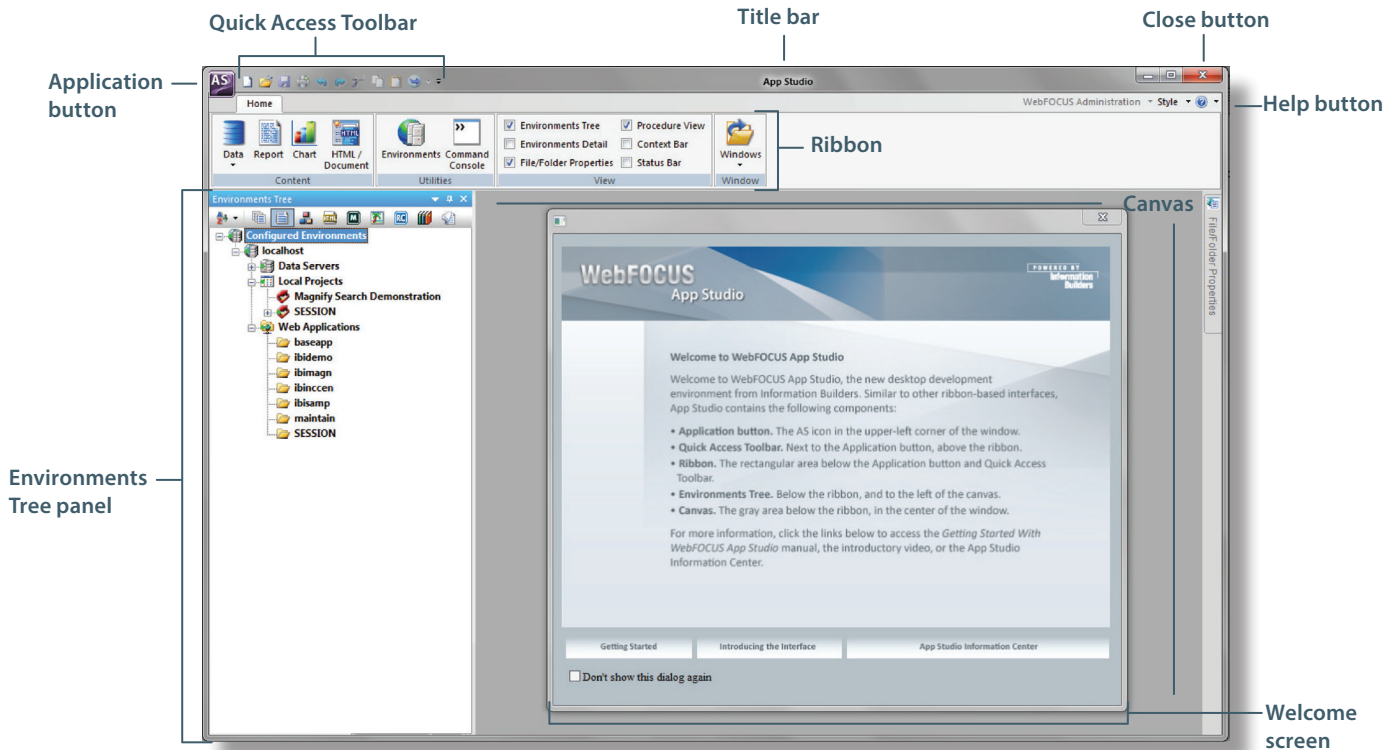 Quick Access Toolbar
Title bar
Close button
Application
button
AS
App Studio
Home
WebFOCUS Administration
Style
Help button
Data
Report
Chart
HTML /
Document
Content
Environments
Command
Console
Utilities
Environments Tree
Procedure View
Environments Detail
Context Bar
File/Folder Properties
Status Bar
View
Windows
Window
Ribbon
Environments Tree
Canvas
File/Folder Properties
Configured Environments
localhost
Data Servers
Local Projects
Magnify Search Demonstration
SESSION
Web Applications
baseapp
ibidemo
ibimagn
ibinccen
ibisamp
maintain
SESSION
Environments
Tree panel
WebFOCUS
App Studio
POWERED BY
Information
Builders
Welcome to WebFOCUS App Studio
Welcome to WebFOCUS App Studio, the new desktop development
environment from Information Builders. Similar to other ribbon-based interfaces,
App Studio contains the following components:
• Application button. The AS icon in the upper-left corner of the window.
• Quick Access Toolbar. Next to the Application button, above the ribbon.
• Ribbon. The rectangular area below the Application button and Quick Access
Toolbar.
• Environments Tree. Below the ribbon, and to the left of the canvas.
• Canvas. The gray area below the ribbon, in the center of the window.
For more information, click the links below to access the Getting Started With
WebFOCUS App Studio manual, the introductory video, or the App Studio
Information Center.
Getting Started
Introducing the Interface
App Studio Information Center
Don't show this dialog again
Welcome
screen